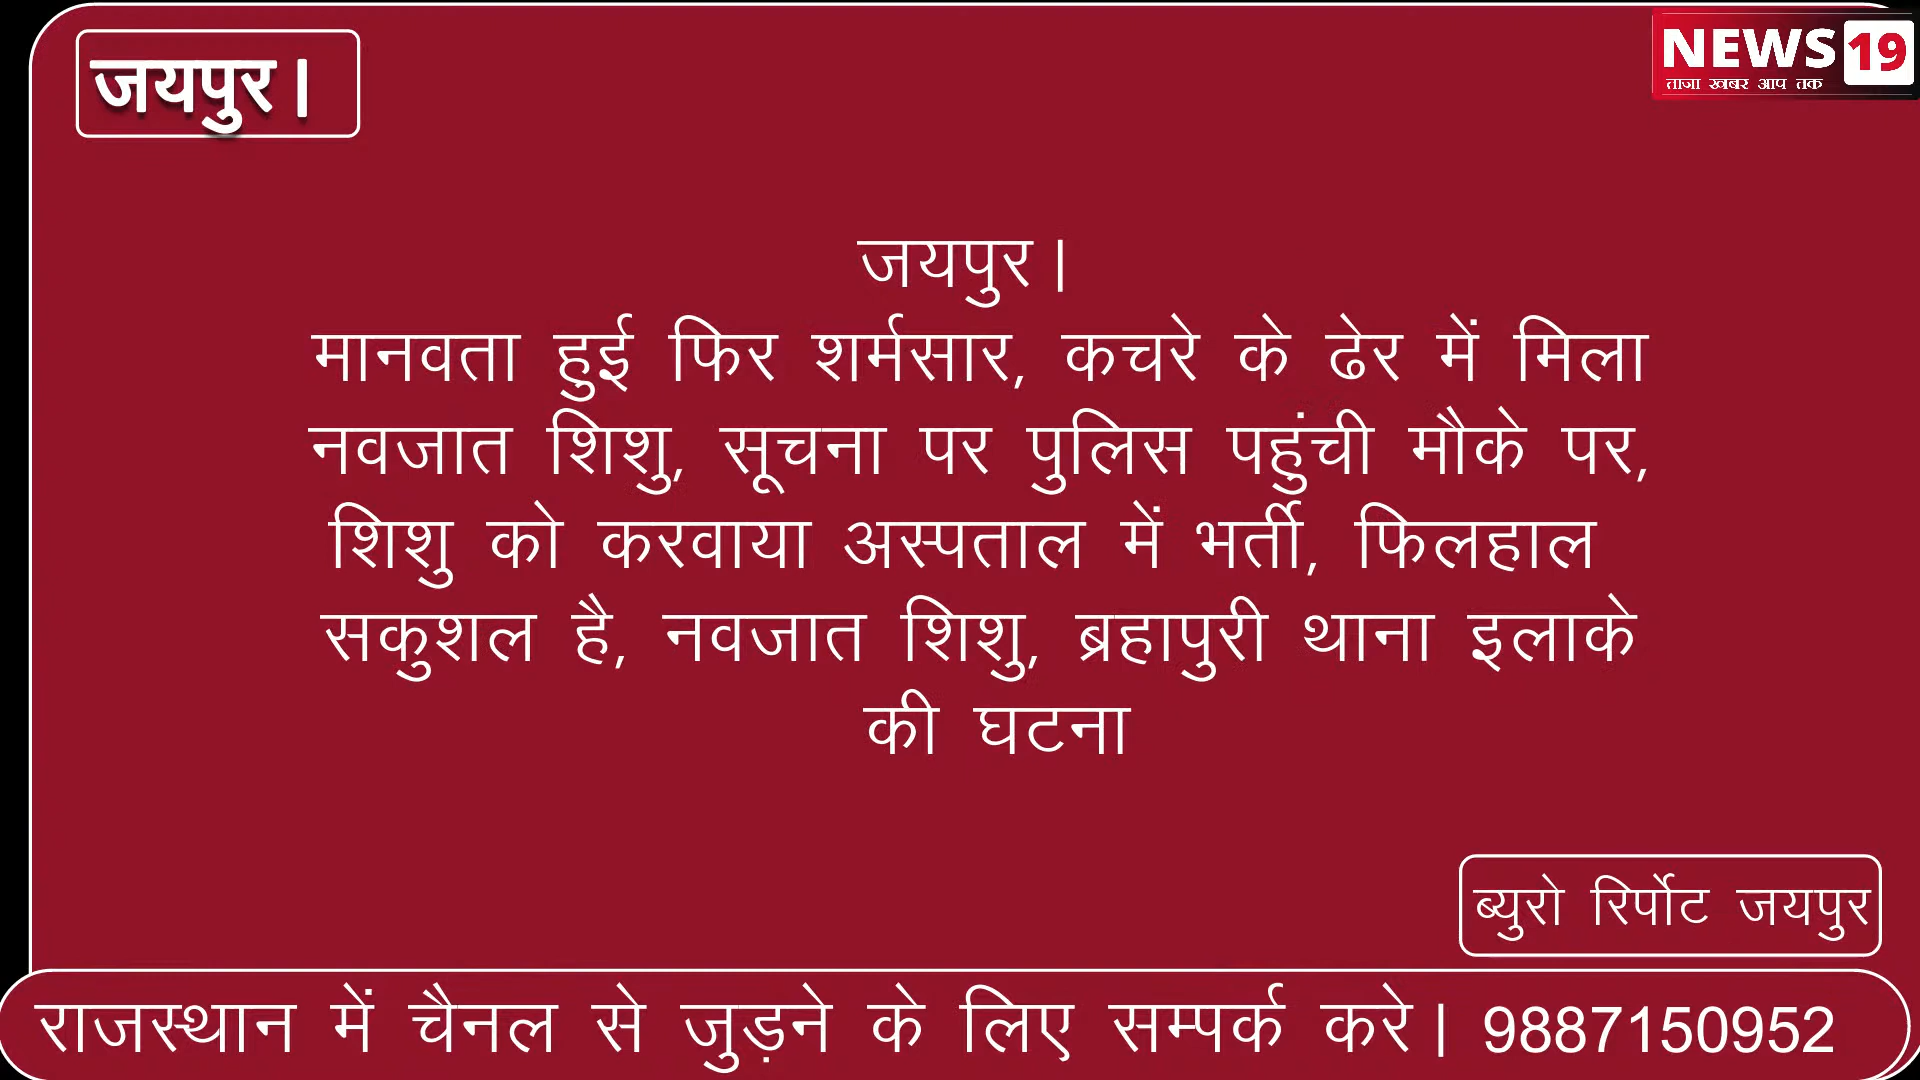 जयपुर।
NEWS 19
ताजा खबर आप तक
जयपुर।
मानवता हुई फिर शर्मसार, कचरे के ढेर में मिला
नवजात शिशु, सूचना पर पुलिस पहुंची मौके पर,
शिशु को करवाया अस्पताल में भर्ती, फिलहाल
सकुशल है, नवजात शिशु, ब्रहापुरी थाना इलाके
की घटना
ब्युरो रिर्पोट जयपुर
राजस्थान में चैनल से जुड़ने के लिए सम्पर्क करे। 9887150952